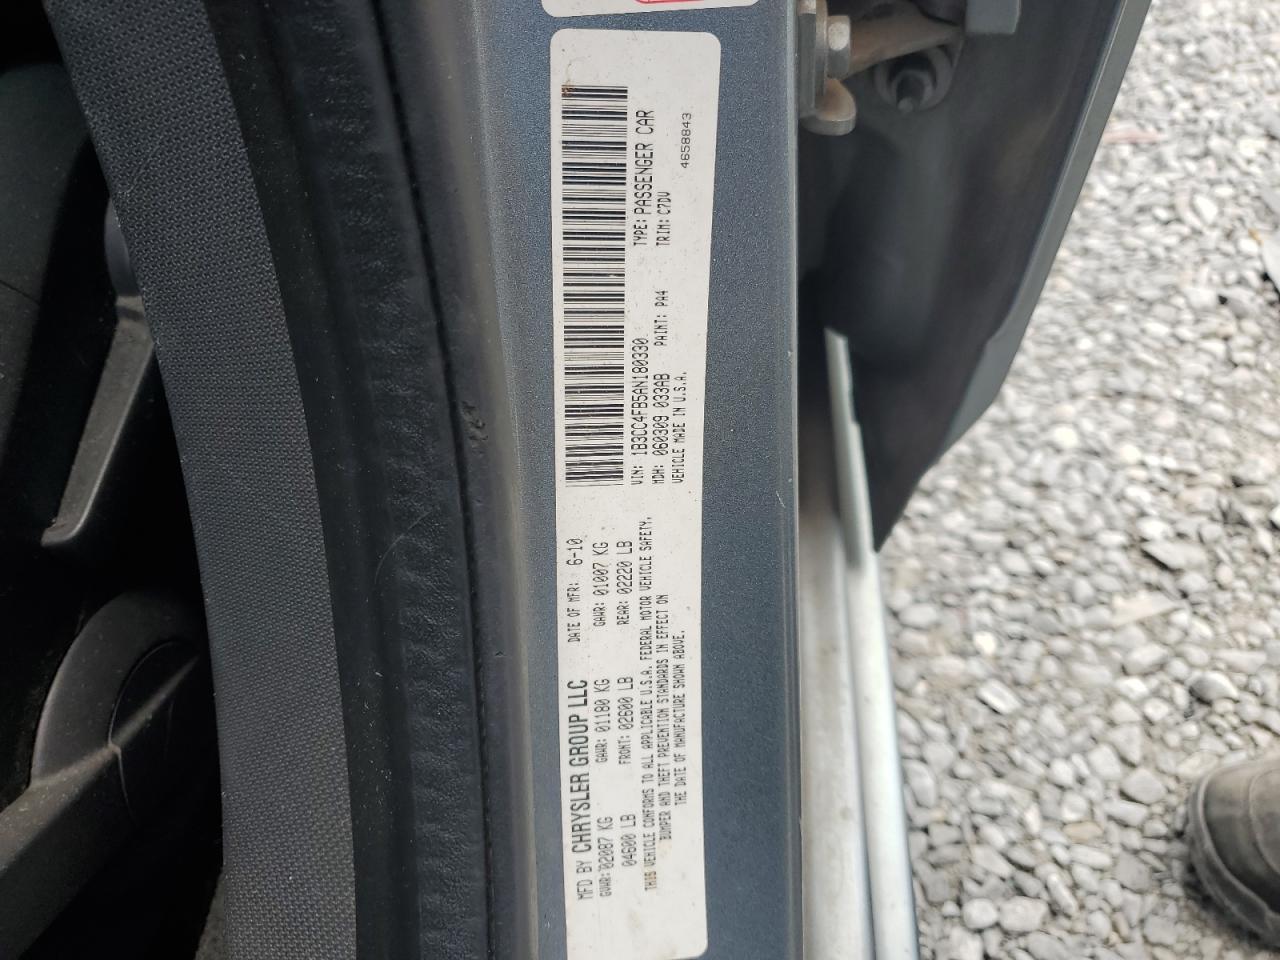 MFD BY CHRYSLER GROUP LLC DATE OF MFR: 6-10
GVWR: 02087 KG GAWR: 01180 KG GAWR: 01007 KG
04600 LB FRONT: 02600 LB REAR: 02220 LB
THIS VEHICLE CONFORMS TO ALL APPLICABLE U.S.A. FEDERAL MOTOR VEHICLE SAFETY,
BUMPER AND THEFT PREVENTION STANDARDS IN EFFECT ON
THE DATE OF MANUFACTURE SHOWN ABOVE.
VIN: 1B3CC4FB5AN180330 TYPE: PASSENGER CAR
MDH: 060309 033AB PAINT: PA4 TRIM: C7DV
VEHICLE MADE IN U.S.A.
4658843